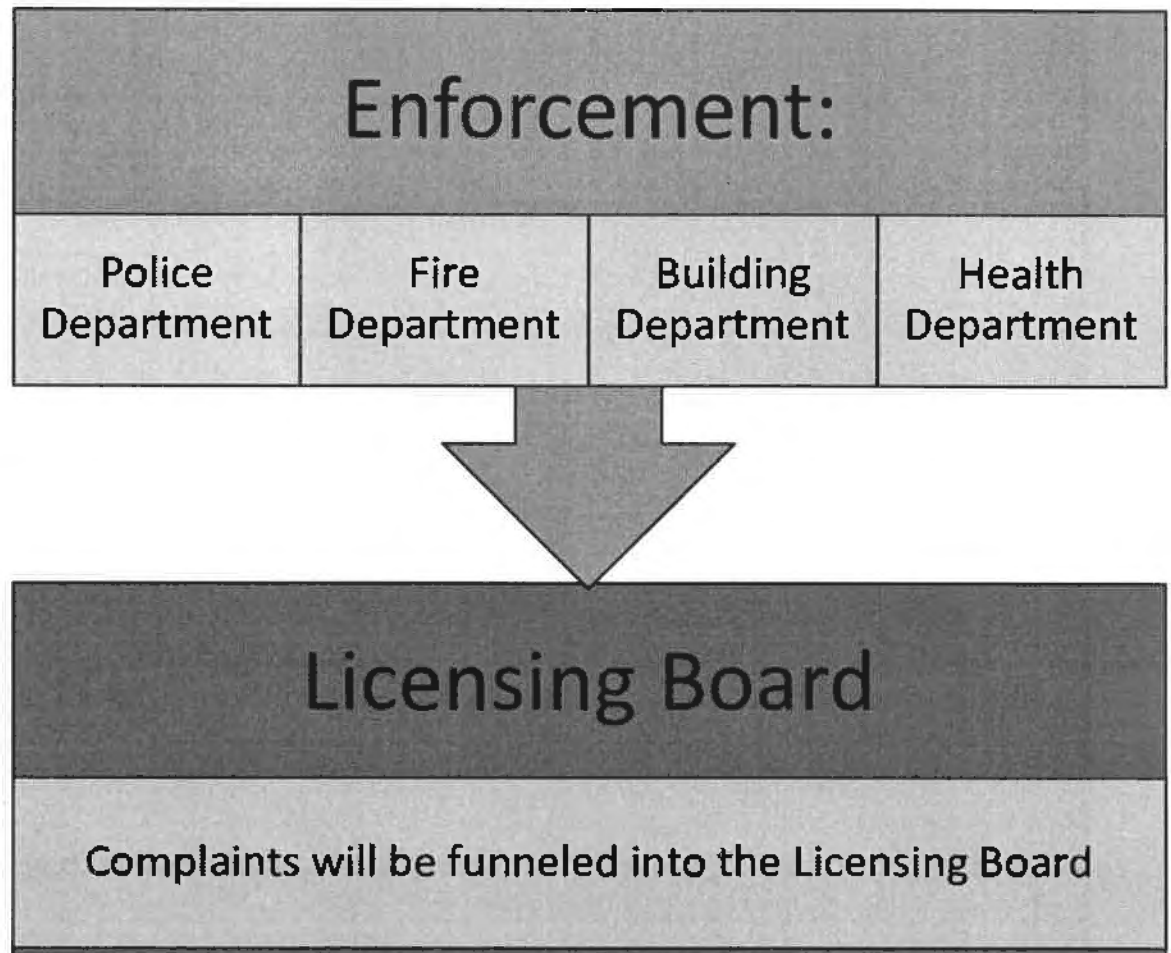 Enforcement:
Police
Department
Fire
Department
Building
Department
Health
Department
Licensing Board
Complaints will be funneled into the Licensing Board